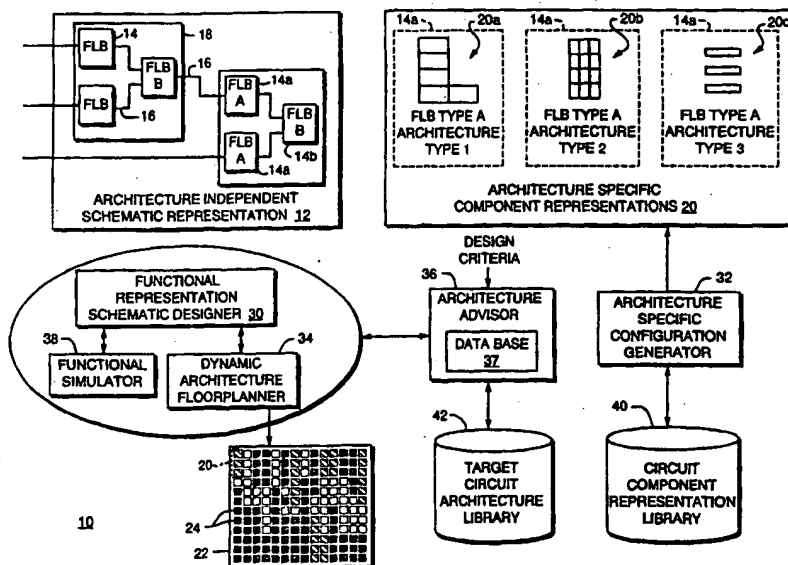 14
18
FLB
FLB
B
16
14a
FLB
A
FLB
B
FLB
16
FLB
A
14b
14a
ARCHITECTURE INDEPENDENT
SCHEMATIC REPRESENTATION 12
14a
20a
FLB TYPE A
ARCHITECTURE
TYPE 1
14a
20b
FLB TYPE A
ARCHITECTURE
TYPE 2
14a
20c
FLB TYPE A
ARCHITECTURE
TYPE 3
ARCHITECTURE SPECIFIC
COMPONENT REPRESENTATIONS 20
FUNCTIONAL
REPRESENTATION
SCHEMATIC DESIGNER 30
38
FUNCTIONAL
SIMULATOR
34
DYNAMIC
ARCHITECTURE
FLOORPLANNER
DESIGN
CRITERIA
36
ARCHITECTURE
ADVISOR
DATA BASE
37
32
ARCHITECTURE
SPECIFIC
CONFIGURATION
GENERATOR
42
TARGET
CIRCUIT
ARCHITECTURE
LIBRARY
40
CIRCUIT
COMPONENT
REPRESENTATION
LIBRARY
20
24
22
10